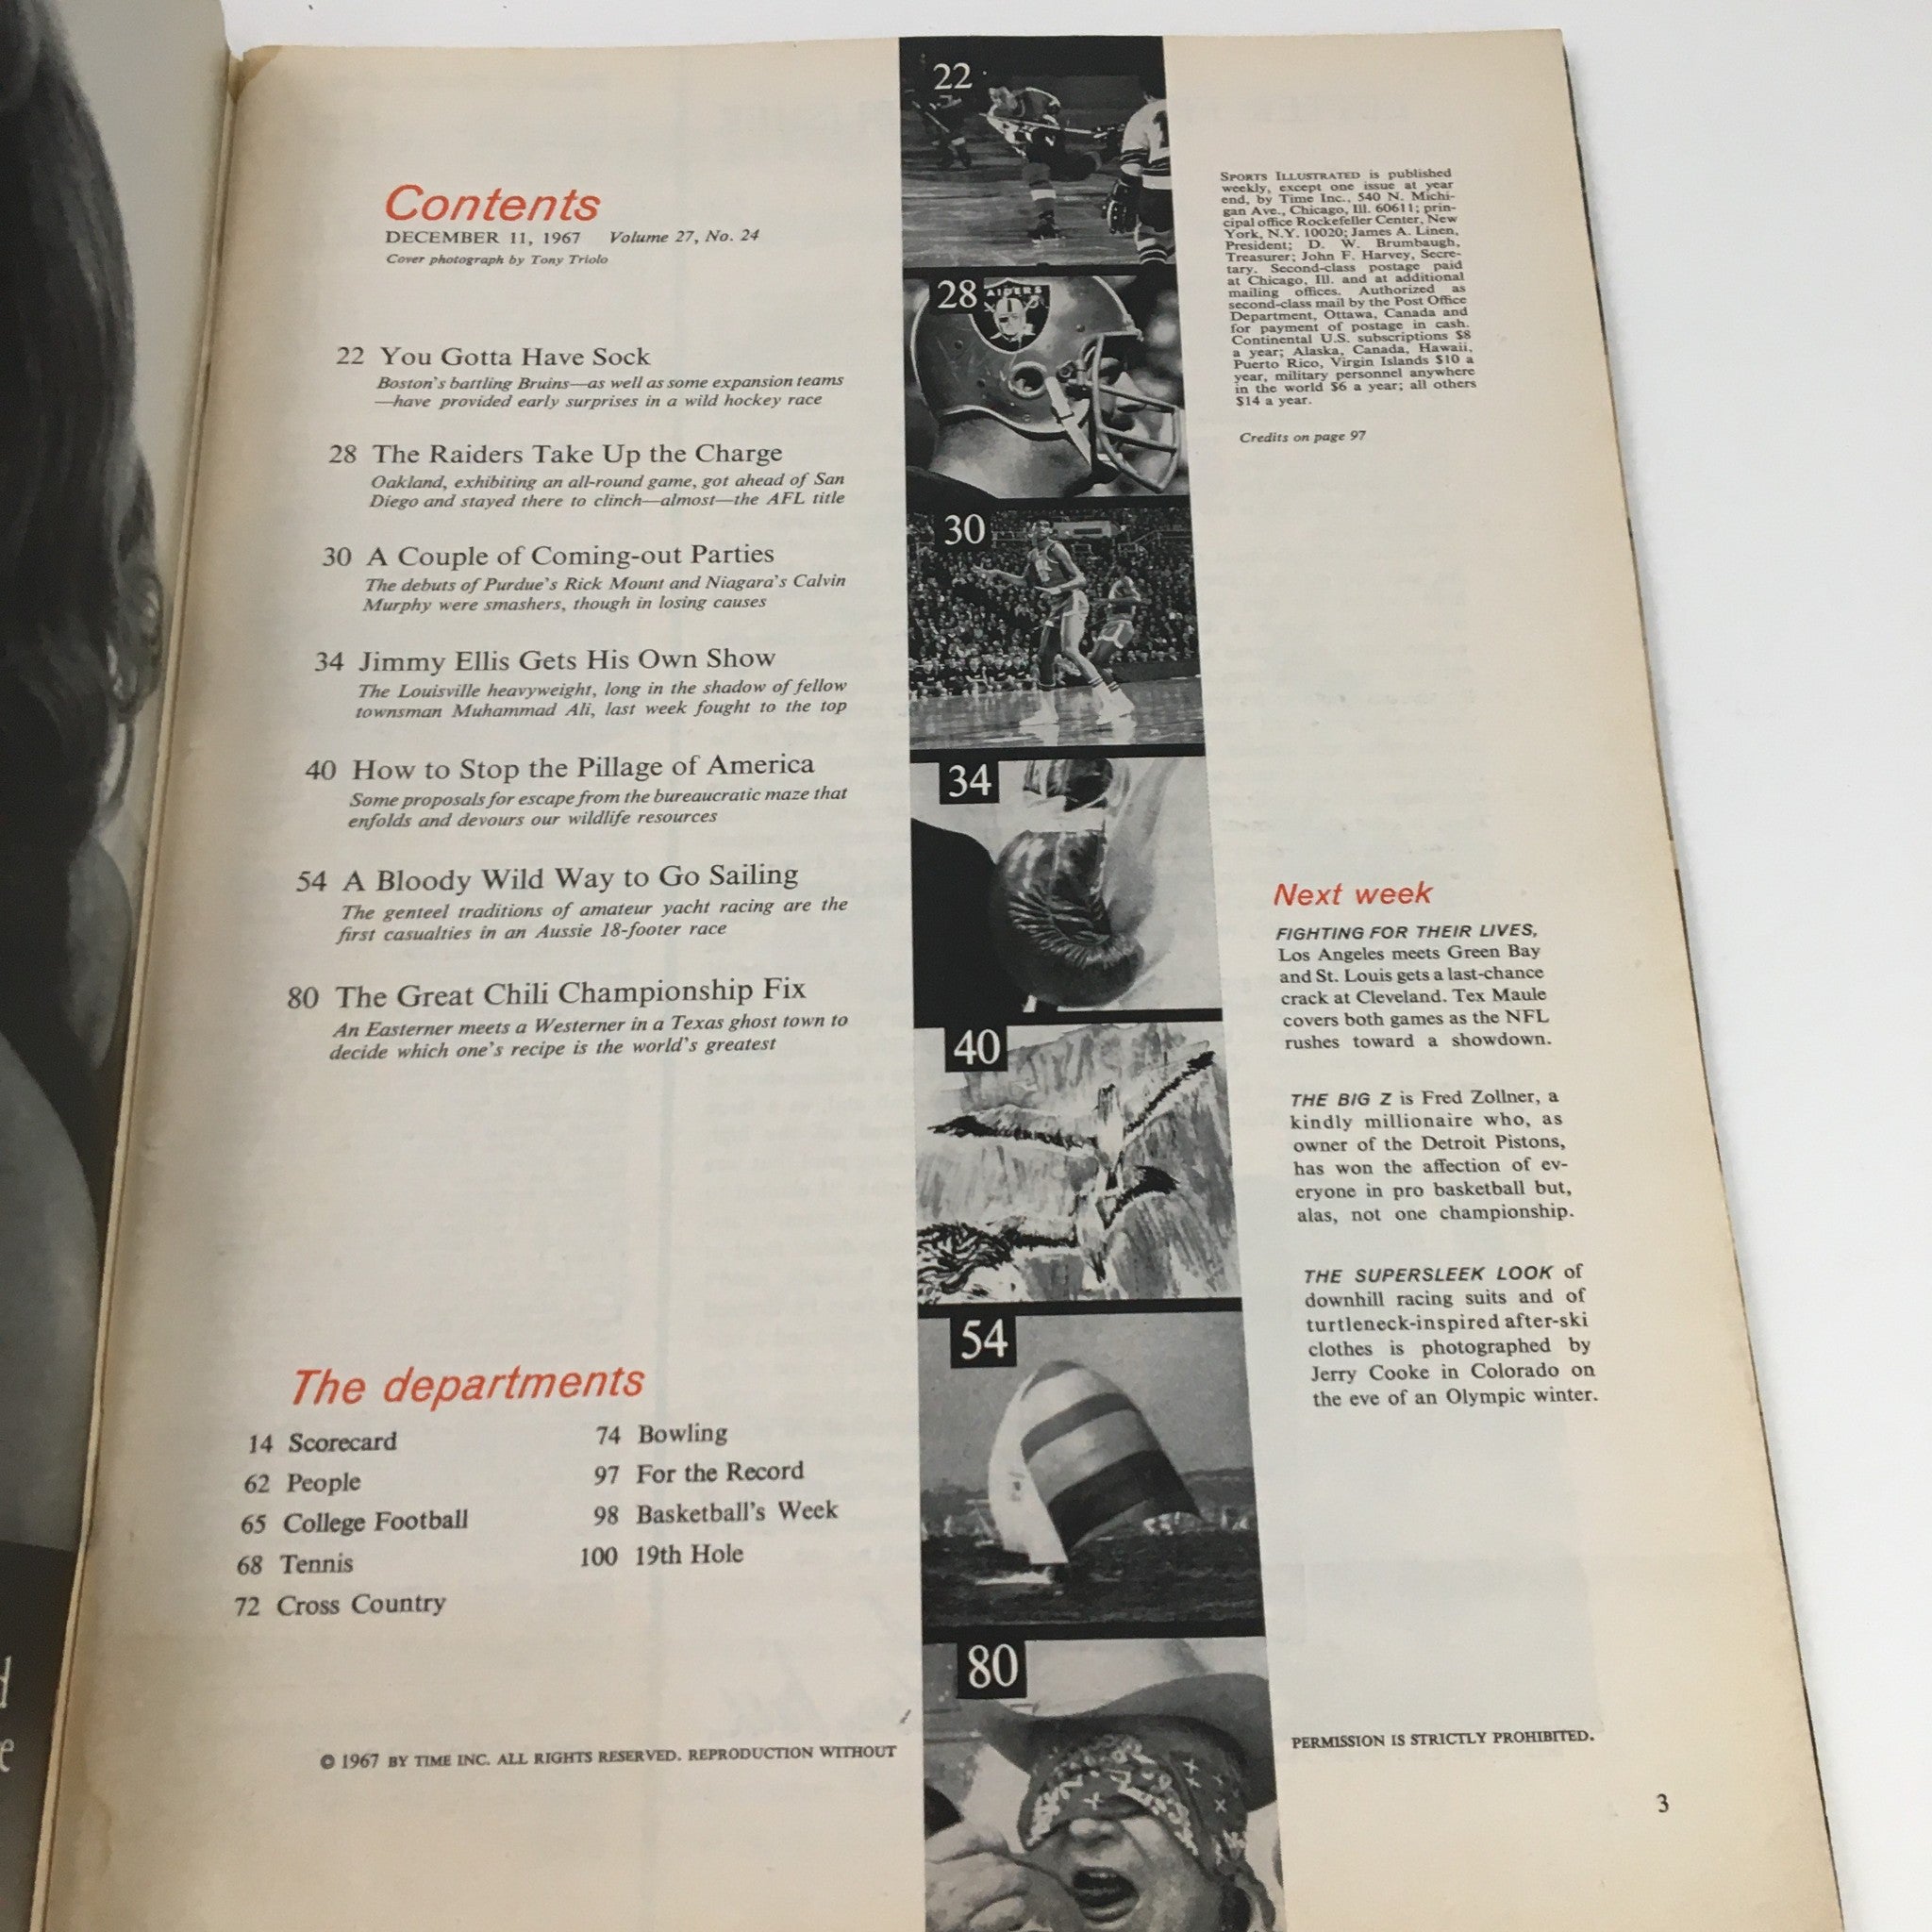 Contents
DECEMBER 11, 1967 Volume 27, No. 24
Cover photograph by Tony Triolo
22 You Gotta Have Sock
Boston's battling Bruins—as well as some expansion teams
—have provided early surprises in a wild hockey race
28 The Raiders Take Up the Charge
Oakland, exhibiting an all-round game, got ahead of San
Diego and stayed there to clinch—almost—the AFL title
30 A Couple of Coming-out Parties
The debuts of Purdue's Rick Mount and Niagara's Calvin
Murphy were smashers, though in losing causes
34 Jimmy Ellis Gets His Own Show
The Louisville heavyweight, long in the shadow of fellow
townsman Muhammad Ali, last week fought to the top
40 How to Stop the Pillage of America
Some proposals for escape from the bureaucratic maze that
enfolds and devours our wildlife resources
54 A Bloody Wild Way to Go Sailing
The genteel traditions of amateur yacht racing are the
first casualties in an Aussie 18-footer race
80 The Great Chili Championship Fix
An Easterner meets a Westerner in a Texas ghost town to
decide which one's recipe is the world's greatest
The departments
14 Scorecard
62 People
65 College Football
68 Tennis
72 Cross Country
74 Bowling
97 For the Record
98 Basketball's Week
100 19th Hole
22
28
AIDERS
30
34
40
54
80
SPORTS ILLUSTRATED is published
weekly, except one issue at year
end, by Time Inc., 540 N. Michi-
gan Ave., Chicago, Ill. 60611; prin-
cipal office Rockefeller Center, New
York, N.Y. 10020; James A. Linen,
President; D. W. Brumbaugh,
Treasurer; John F. Harvey, Secre-
tary. Second-class postage paid
at Chicago, Ill. and at additional
mailing offices. Authorized as
second-class mail by the Post Office
Department, Ottawa, Canada and
for payment of postage in cash.
Continental U.S. subscriptions $8
a year; Alaska, Canada, Hawaii,
Puerto Rico, Virgin Islands $10 a
year, military personnel anywhere
in the world $6 a year; all others
$14 a year.
Credits on page 97
Next week
FIGHTING FOR THEIR LIVES,
Los Angeles meets Green Bay
and St. Louis gets a last-chance
crack at Cleveland. Tex Maule
covers both games as the NFL
rushes toward a showdown.
THE BIG Z is Fred Zollner, a
kindly millionaire who, as
owner of the Detroit Pistons,
has won the affection of ev-
eryone in pro basketball but,
alas, not one championship.
THE SUPERSLEEK LOOK of
downhill racing suits and of
turtleneck-inspired after-ski
clothes is photographed by
Jerry Cooke in Colorado on
the eve of an Olympic winter.
© 1967 BY TIME INC. ALL RIGHTS RESERVED. REPRODUCTION WITHOUT PERMISSION IS STRICTLY PROHIBITED.
3